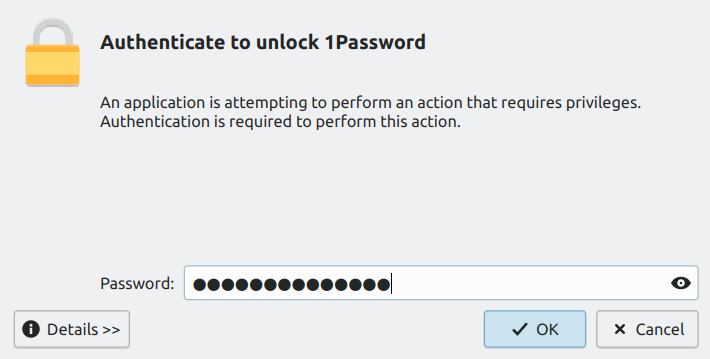 Authenticate to unlock 1Password
An application is attempting to perform an action that requires privileges.
Authentication is required to perform this action.
Password: ●●●●●●●●●●●●●●
Details >> OK Cancel